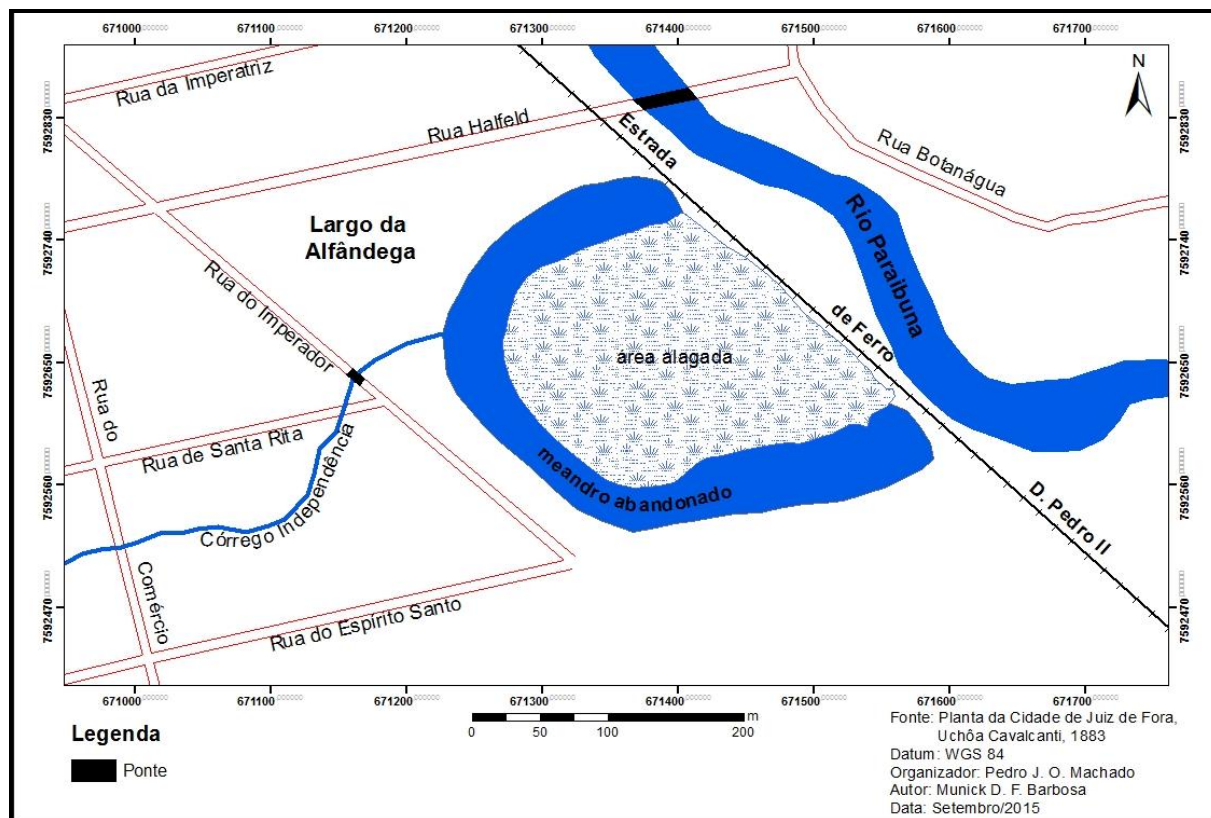 671000 671100 671200 671300 671400 671500 671600 671700
N
Rua da Imperatriz
Rua Halfeld
Estrada
Rua Botanágua
7592830
7592830
Largo da
Alfândega
Rio Paraibuna
7592740
7592740
Rua do Imperador
de Ferro
área alagada
7592650
7592650
Rua do
Rua de Santa Rita
Córrego Independência
meandro abandonado
7592560
7592560
D. Pedro II
Comércio
Rua do Espírito Santo
7592470
7592470
671000 671100 671200 671300 671400 671500 671600 671700
Legenda
Ponte
m
0 50 100 200
Fonte: Planta da Cidade de Juiz de Fora,
Uchôa Cavalcanti, 1883
Datum: WGS 84
Organizador: Pedro J. O. Machado
Autor: Munick D. F. Barbosa
Data: Setembro/2015